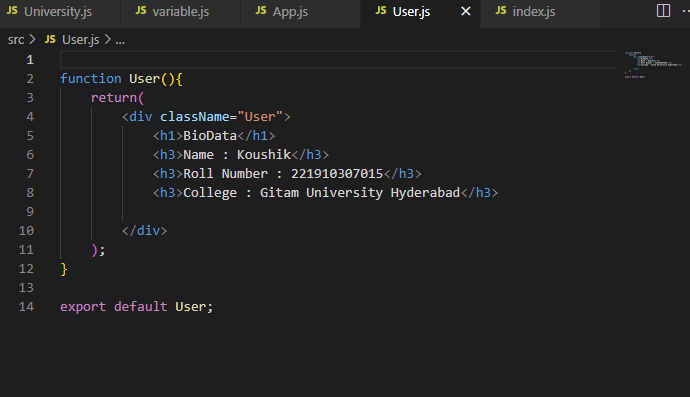 JS University.js JS variable.js JS App.js JS User.js × JS index.js
src > JS User.js > ...
1
2 function User(){
3     return(
4         <div className="User">
5             <h1>BioData</h1>
6             <h3>Name : Koushik</h3>
7             <h3>Roll Number : 221910307015</h3>
8             <h3>College : Gitam University Hyderabad</h3>
9
10         </div>
11     );
12 }
13
14 export default User;